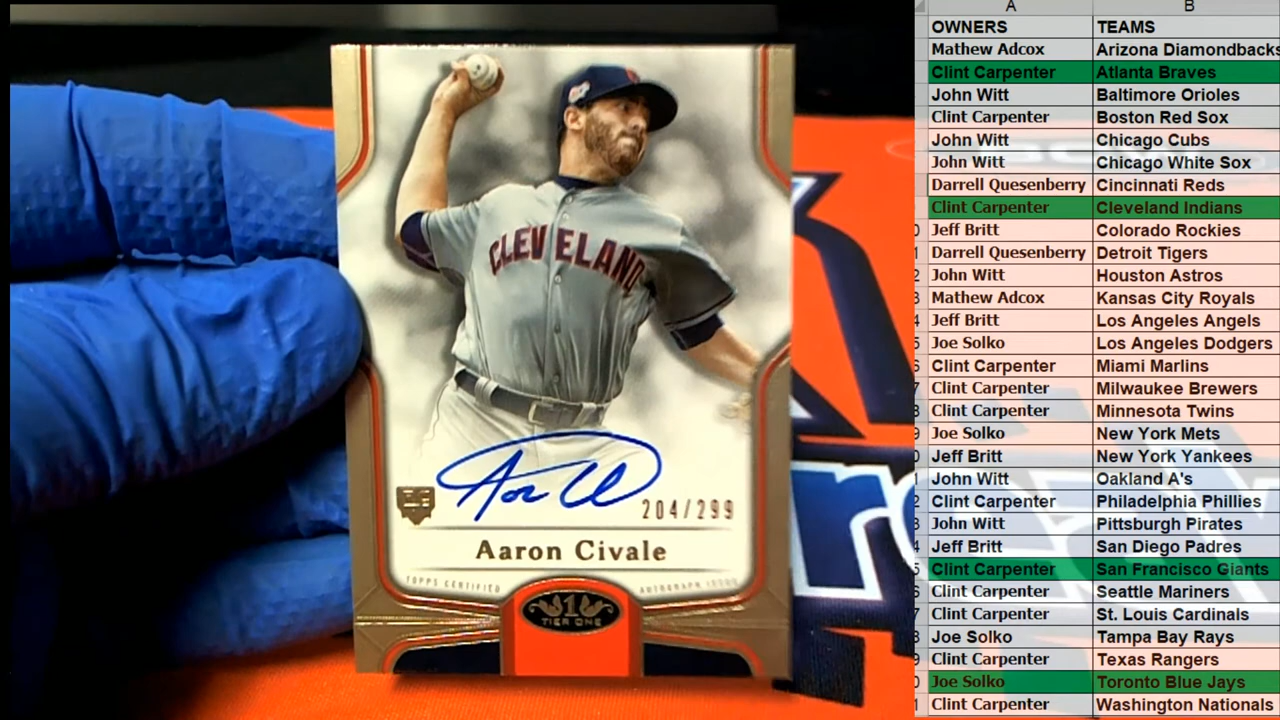 CLEVELAND
204/299
Aaron Civale
TOPPS CERTIFIED AUTOGRAPH ISSUE
1
TIER ONE
A B
OWNERS TEAMS
Mathew Adcox Arizona Diamondbacks
Clint Carpenter Atlanta Braves
John Witt Baltimore Orioles
Clint Carpenter Boston Red Sox
John Witt Chicago Cubs
John Witt Chicago White Sox
Darrell Quesenberry Cincinnati Reds
Clint Carpenter Cleveland Indians
Jeff Britt Colorado Rockies
Darrell Quesenberry Detroit Tigers
John Witt Houston Astros
Mathew Adcox Kansas City Royals
Jeff Britt Los Angeles Angels
Joe Solko Los Angeles Dodgers
Clint Carpenter Miami Marlins
Clint Carpenter Milwaukee Brewers
Clint Carpenter Minnesota Twins
Joe Solko New York Mets
Jeff Britt New York Yankees
John Witt Oakland A's
Clint Carpenter Philadelphia Phillies
John Witt Pittsburgh Pirates
Jeff Britt San Diego Padres
Clint Carpenter San Francisco Giants
Clint Carpenter Seattle Mariners
Clint Carpenter St. Louis Cardinals
Joe Solko Tampa Bay Rays
Clint Carpenter Texas Rangers
Joe Solko Toronto Blue Jays
Clint Carpenter Washington Nationals